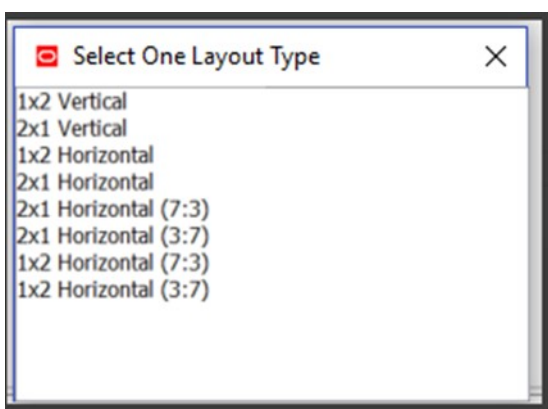 Select One Layout Type
1x2 Vertical
2x1 Vertical
1x2 Horizontal
2x1 Horizontal
2x1 Horizontal (7:3)
2x1 Horizontal (3:7)
1x2 Horizontal (7:3)
1x2 Horizontal (3:7)